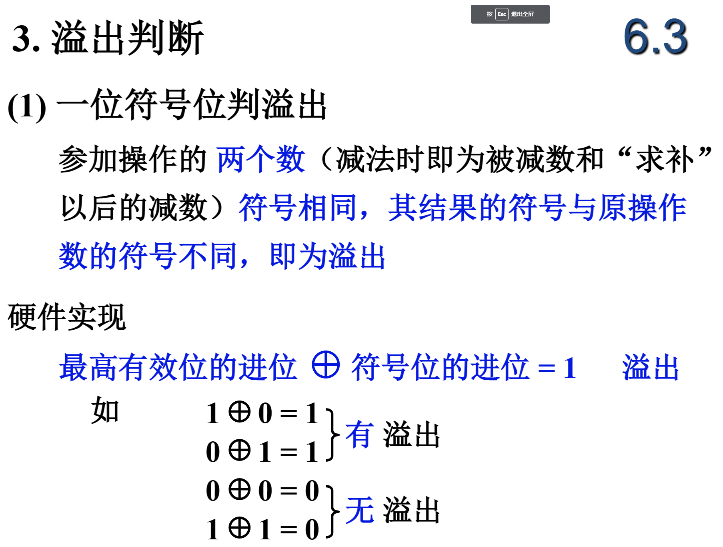 按 Esc 退出全屏
3. 溢出判断
6.3
(1) 一位符号位判溢出
参加操作的 两个数（减法时即为被减数和“求补”
以后的减数）符号相同，其结果的符号与原操作
数的符号不同，即为溢出
硬件实现
最高有效位的进位 ⊕ 符号位的进位 = 1 溢出
如
1 ⊕ 0 = 1
0 ⊕ 1 = 1
有 溢出
0 ⊕ 0 = 0
1 ⊕ 1 = 0
无 溢出